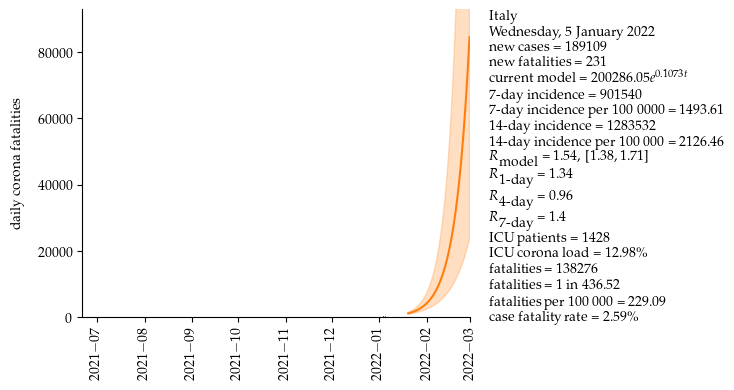 Italy
Wednesday, 5 January 2022
new cases = 189109
new fatalities = 231
current model = 200286.05e^0.1073t
7-day incidence = 901540
7-day incidence per 100 0000 = 1493.61
14-day incidence = 1283532
14-day incidence per 100 000 = 2126.46
R_model = 1.54, [1.38, 1.71]
R_1-day = 1.34
R_4-day = 0.96
R_7-day = 1.4
ICU patients = 1428
ICU corona load = 12.98%
fatalities = 138276
fatalities = 1 in 436.52
fatalities per 100 000 = 229.09
case fatality rate = 2.59%
daily corona fatalities
80000
60000
40000
20000
0
2021−07
2021−08
2021−09
2021−10
2021−11
2021−12
2022−01
2022−02
2022−03